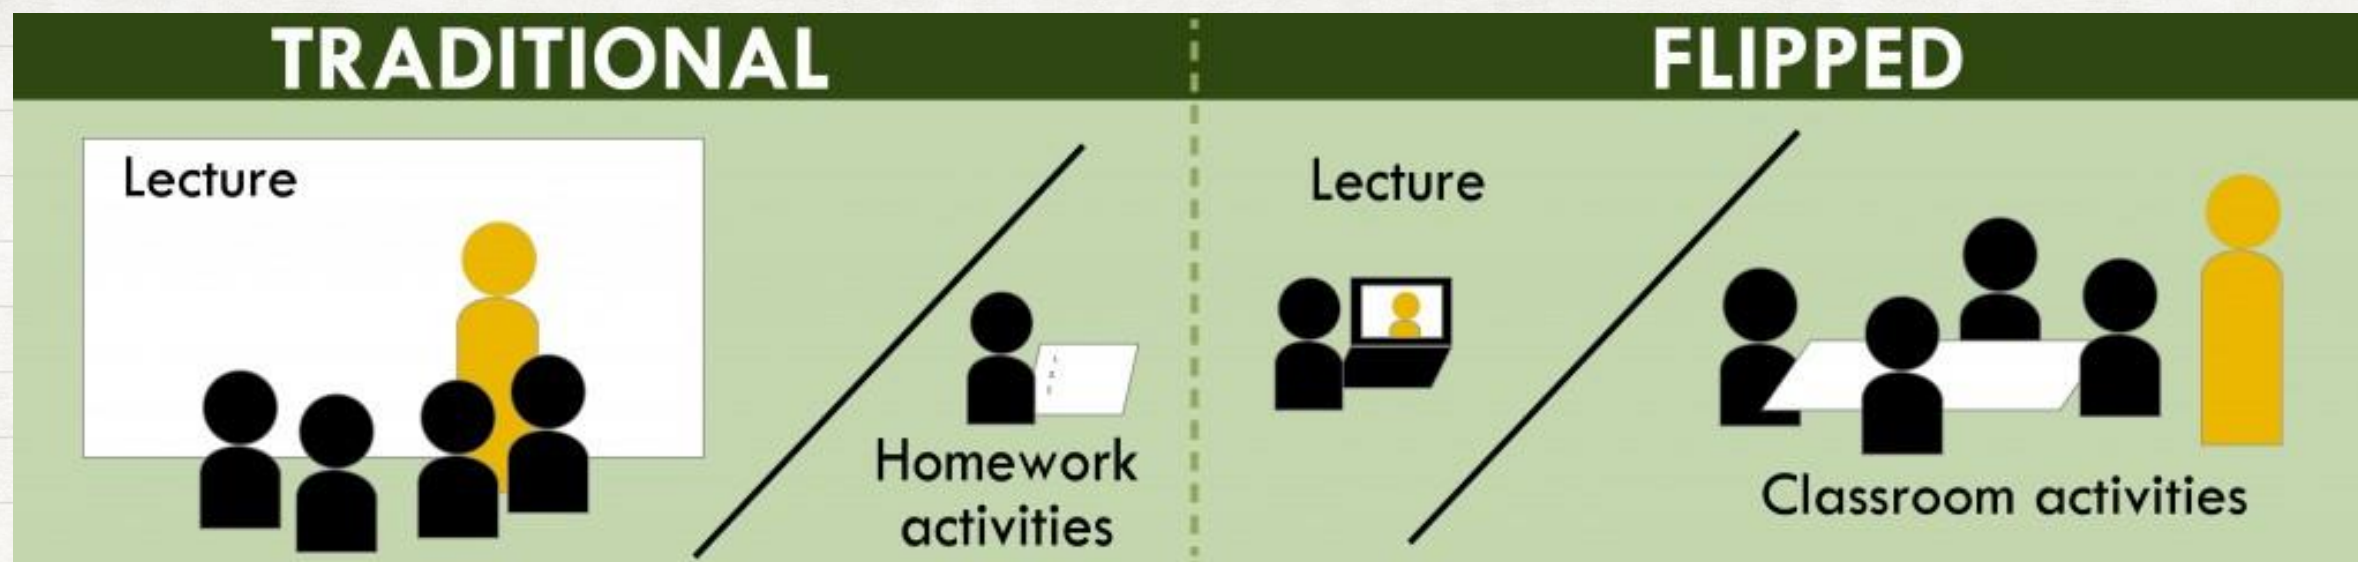 TRADITIONAL
Lecture
Homework
activities
FLIPPED
Lecture
Classroom activities